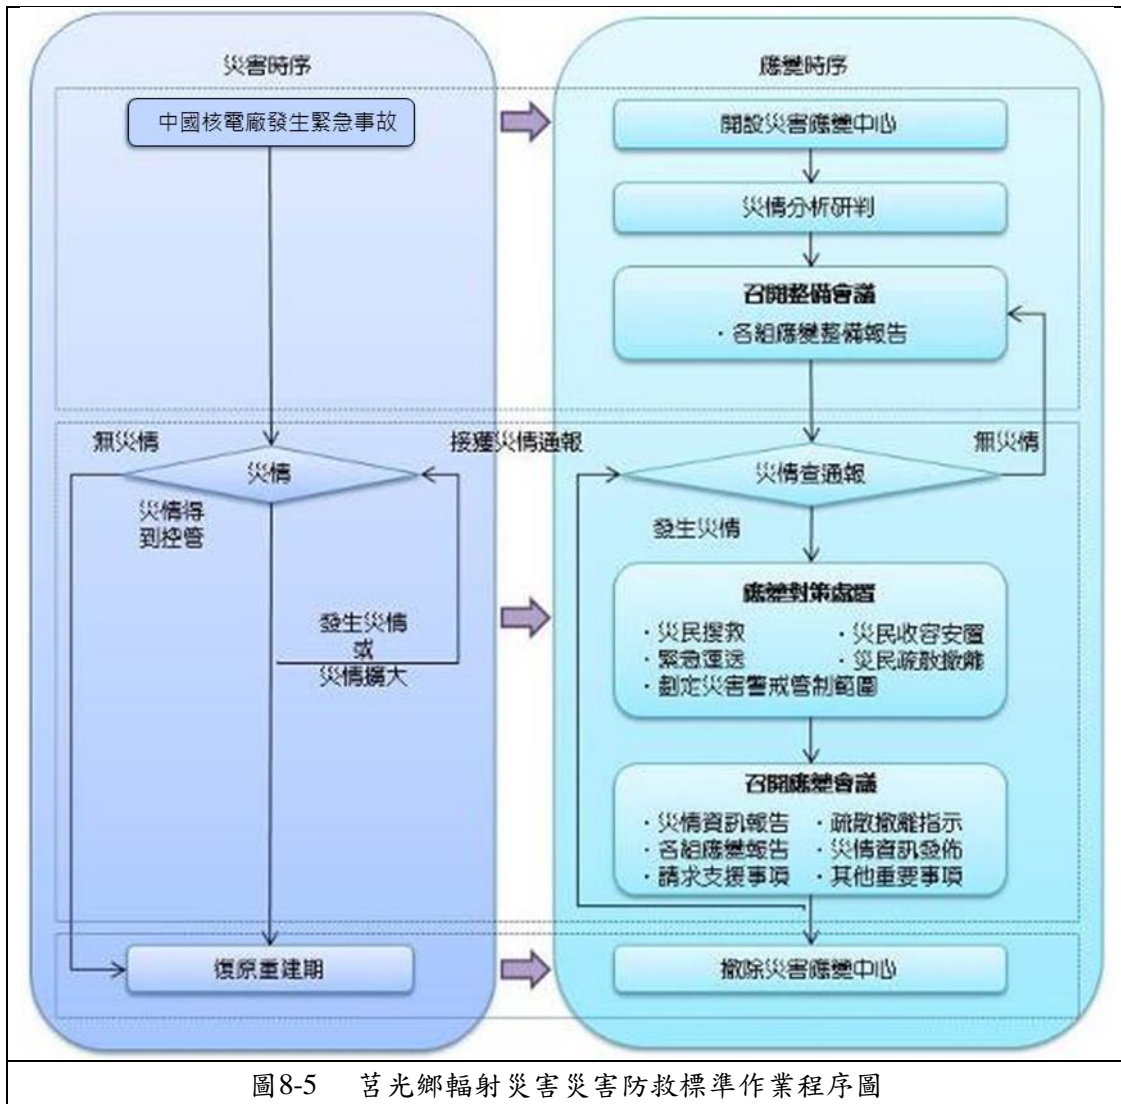 災害時序
中國核電廠發生緊急事故
無災情
災情
接獲災情通報
災情得
到控管
發生災情
或
災情擴大
復原重建期
應變時序
開設災害應變中心
災情分析研判
召開整備會議
・各組應變整備報告
災情查通報
無災情
發生災情
應變對策處置
・災民搜救 ・災民收容安置
・緊急運送 ・災民疏散撤離
・劃定災害警戒管制範圍
召開應變會議
・災情資訊報告 ・疏散撤離指示
・各組應變報告 ・災情資訊發佈
・請求支援事項 ・其他重要事項
撤除災害應變中心
圖8-5 莒光鄉輻射災害災害防救標準作業程序圖